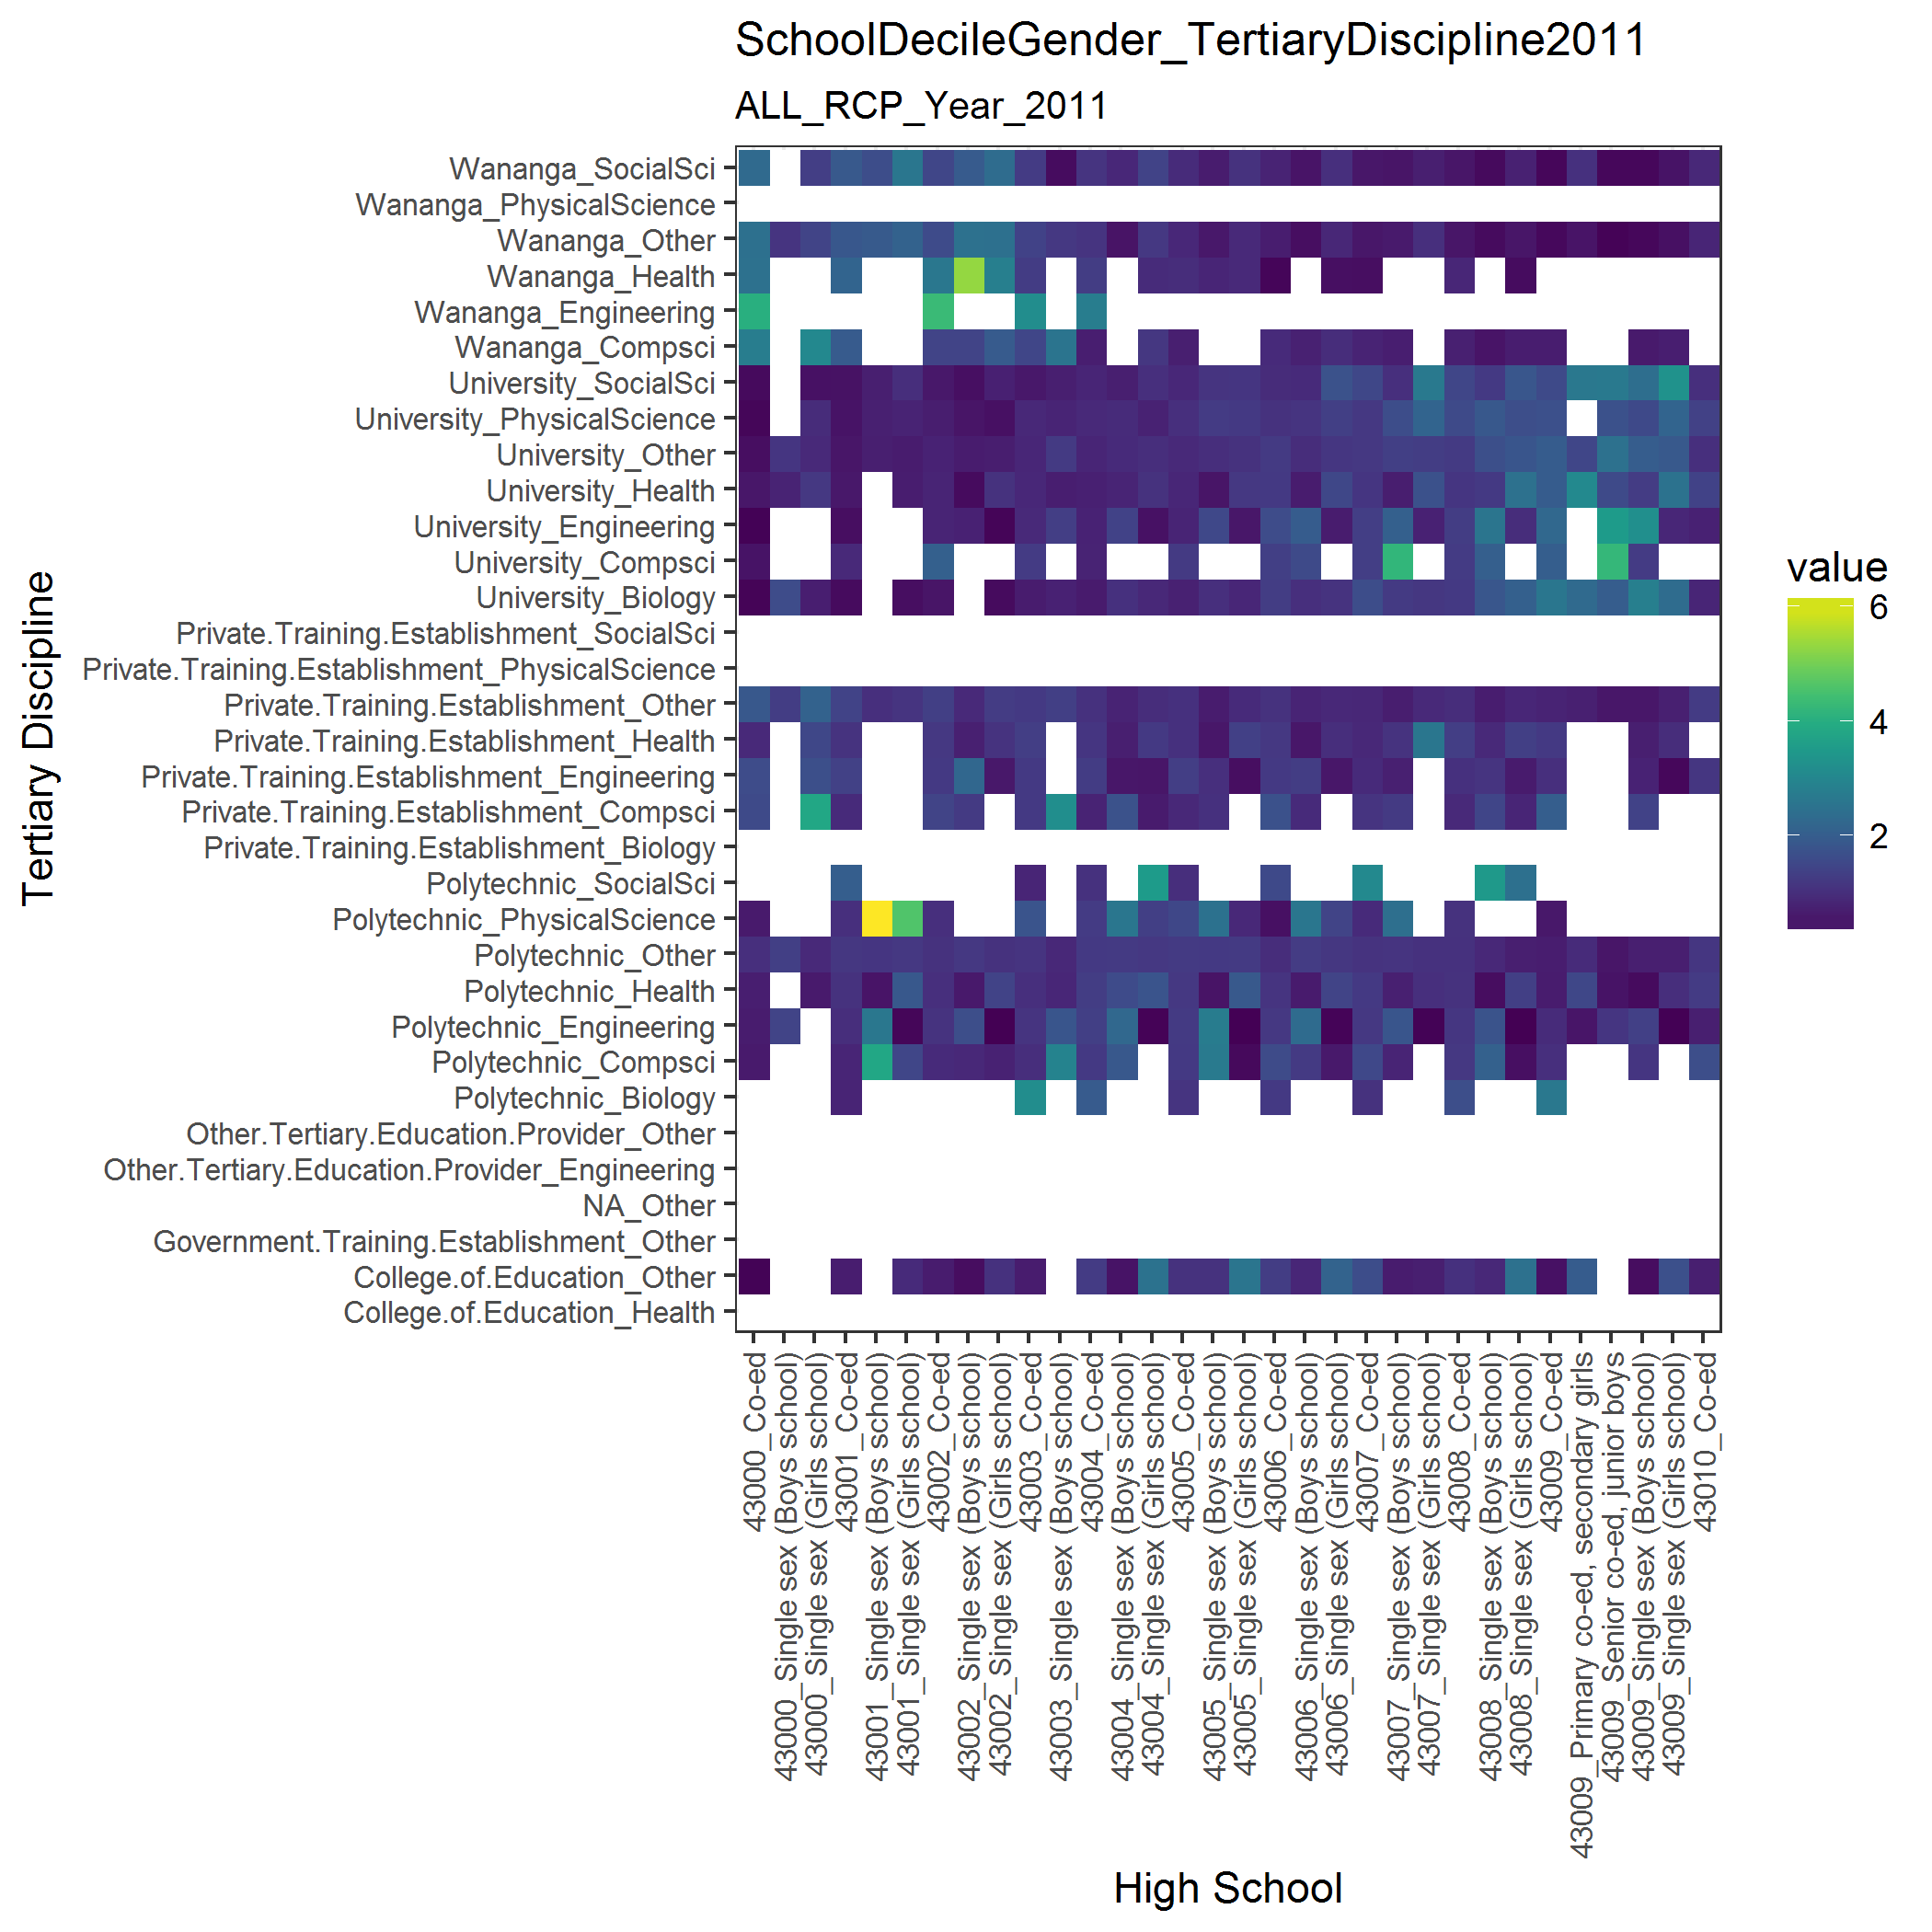 SchoolDecileGender_TertiaryDiscipline2011
ALL_RCP_Year_2011
Tertiary Discipline
Wananga_SocialSci
Wananga_PhysicalScience
Wananga_Other
Wananga_Health
Wananga_Engineering
Wananga_Compsci
University_SocialSci
University_PhysicalScience
University_Other
University_Health
University_Engineering
University_Compsci
University_Biology
Private.Training.Establishment_SocialSci
Private.Training.Establishment_PhysicalScience
Private.Training.Establishment_Other
Private.Training.Establishment_Health
Private.Training.Establishment_Engineering
Private.Training.Establishment_Compsci
Private.Training.Establishment_Biology
Polytechnic_SocialSci
Polytechnic_PhysicalScience
Polytechnic_Other
Polytechnic_Health
Polytechnic_Engineering
Polytechnic_Compsci
Polytechnic_Biology
Other.Tertiary.Education.Provider_Other
Other.Tertiary.Education.Provider_Engineering
NA_Other
Government.Training.Establishment_Other
College.of.Education_Other
College.of.Education_Health
43000_Co-ed
43000_Single sex (Boys school)
43000_Single sex (Girls school)
43001_Co-ed
43001_Single sex (Boys school)
43001_Single sex (Girls school)
43002_Co-ed
43002_Single sex (Boys school)
43002_Single sex (Girls school)
43003_Co-ed
43003_Single sex (Boys school)
43004_Co-ed
43004_Single sex (Boys school)
43004_Single sex (Girls school)
43005_Co-ed
43005_Single sex (Boys school)
43005_Single sex (Girls school)
43006_Co-ed
43006_Single sex (Boys school)
43006_Single sex (Girls school)
43007_Co-ed
43007_Single sex (Boys school)
43007_Single sex (Girls school)
43008_Co-ed
43008_Single sex (Boys school)
43008_Single sex (Girls school)
43009_Co-ed
43009_Primary co-ed, secondary girls
43009_Senior co-ed, junior boys
43009_Single sex (Boys school)
43009_Single sex (Girls school)
43010_Co-ed
High School
value
6
4
2